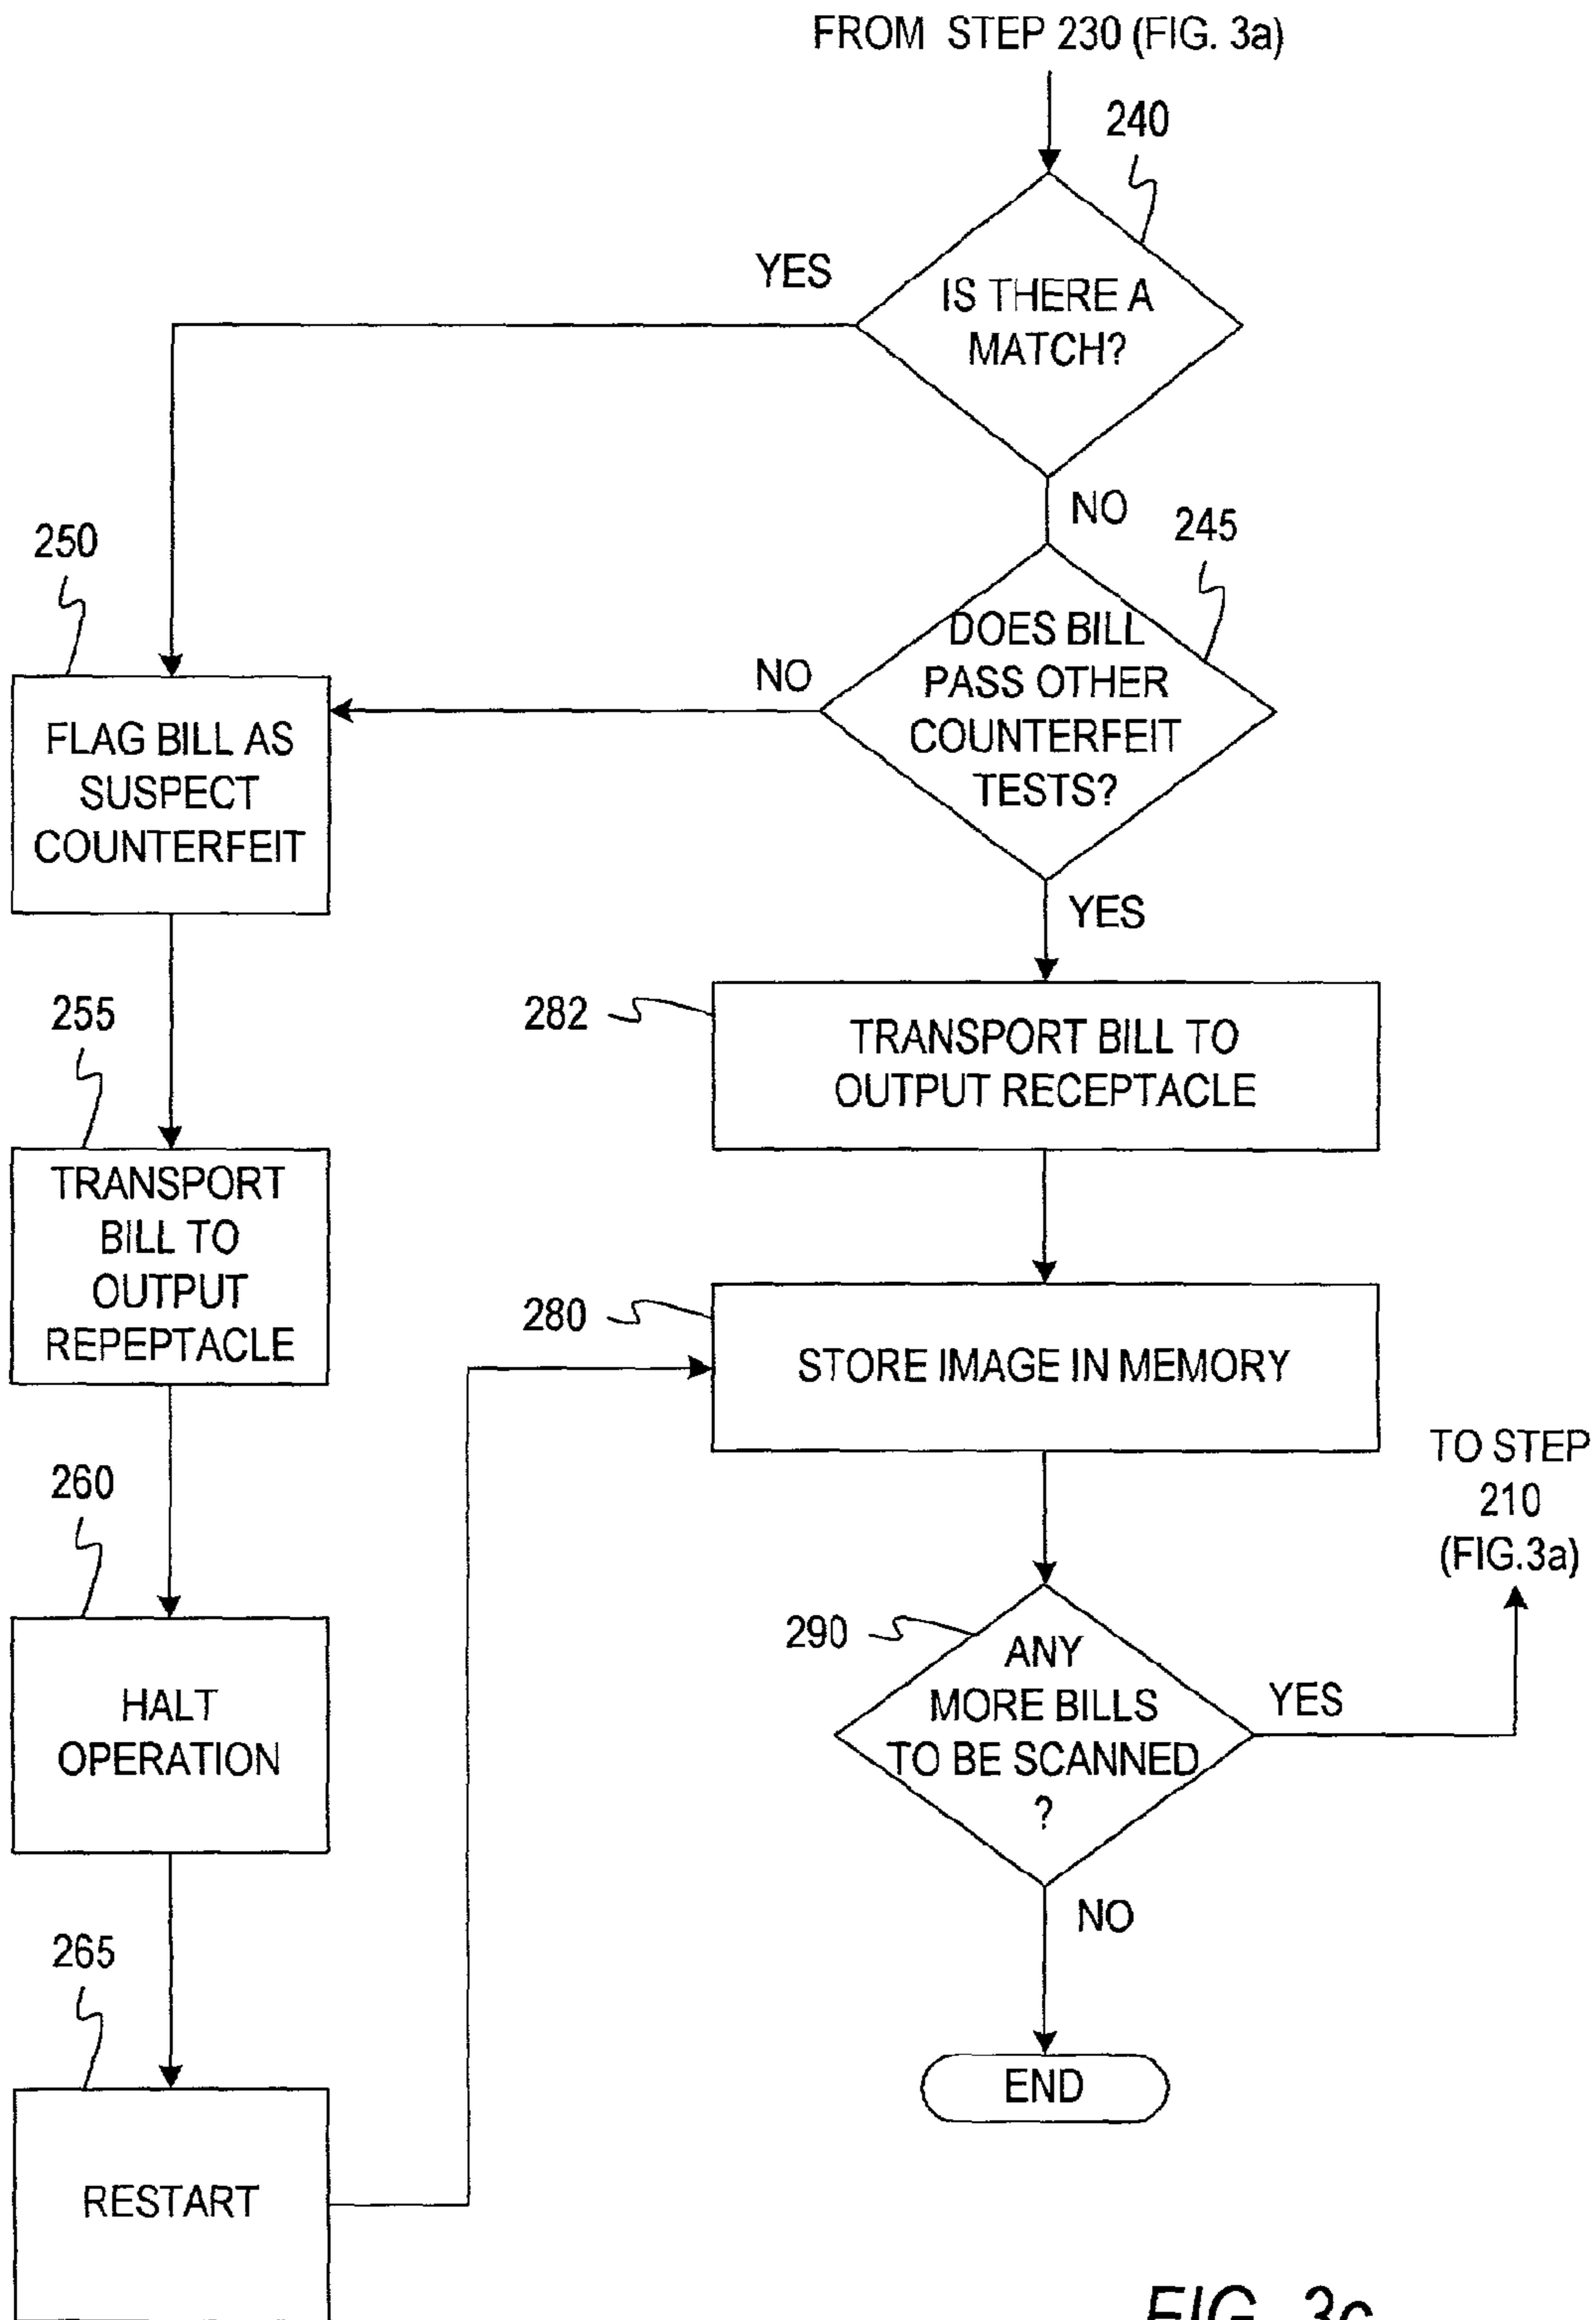 FROM STEP 230 (FIG. 3a)
240
YES
IS THERE A
MATCH?
NO
245
250
DOES BILL
PASS OTHER
COUNTERFEIT
TESTS?
NO
FLAG BILL AS
SUSPECT
COUNTERFEIT
YES
255
282
TRANSPORT BILL TO
OUTPUT RECEPTACLE
TRANSPORT
BILL TO
OUTPUT
REPEPTACLE
280
STORE IMAGE IN MEMORY
TO STEP
210
(FIG.3a)
260
290
ANY
MORE BILLS
TO BE SCANNED
?
YES
HALT
OPERATION
NO
265
END
RESTART
FIG. 3c